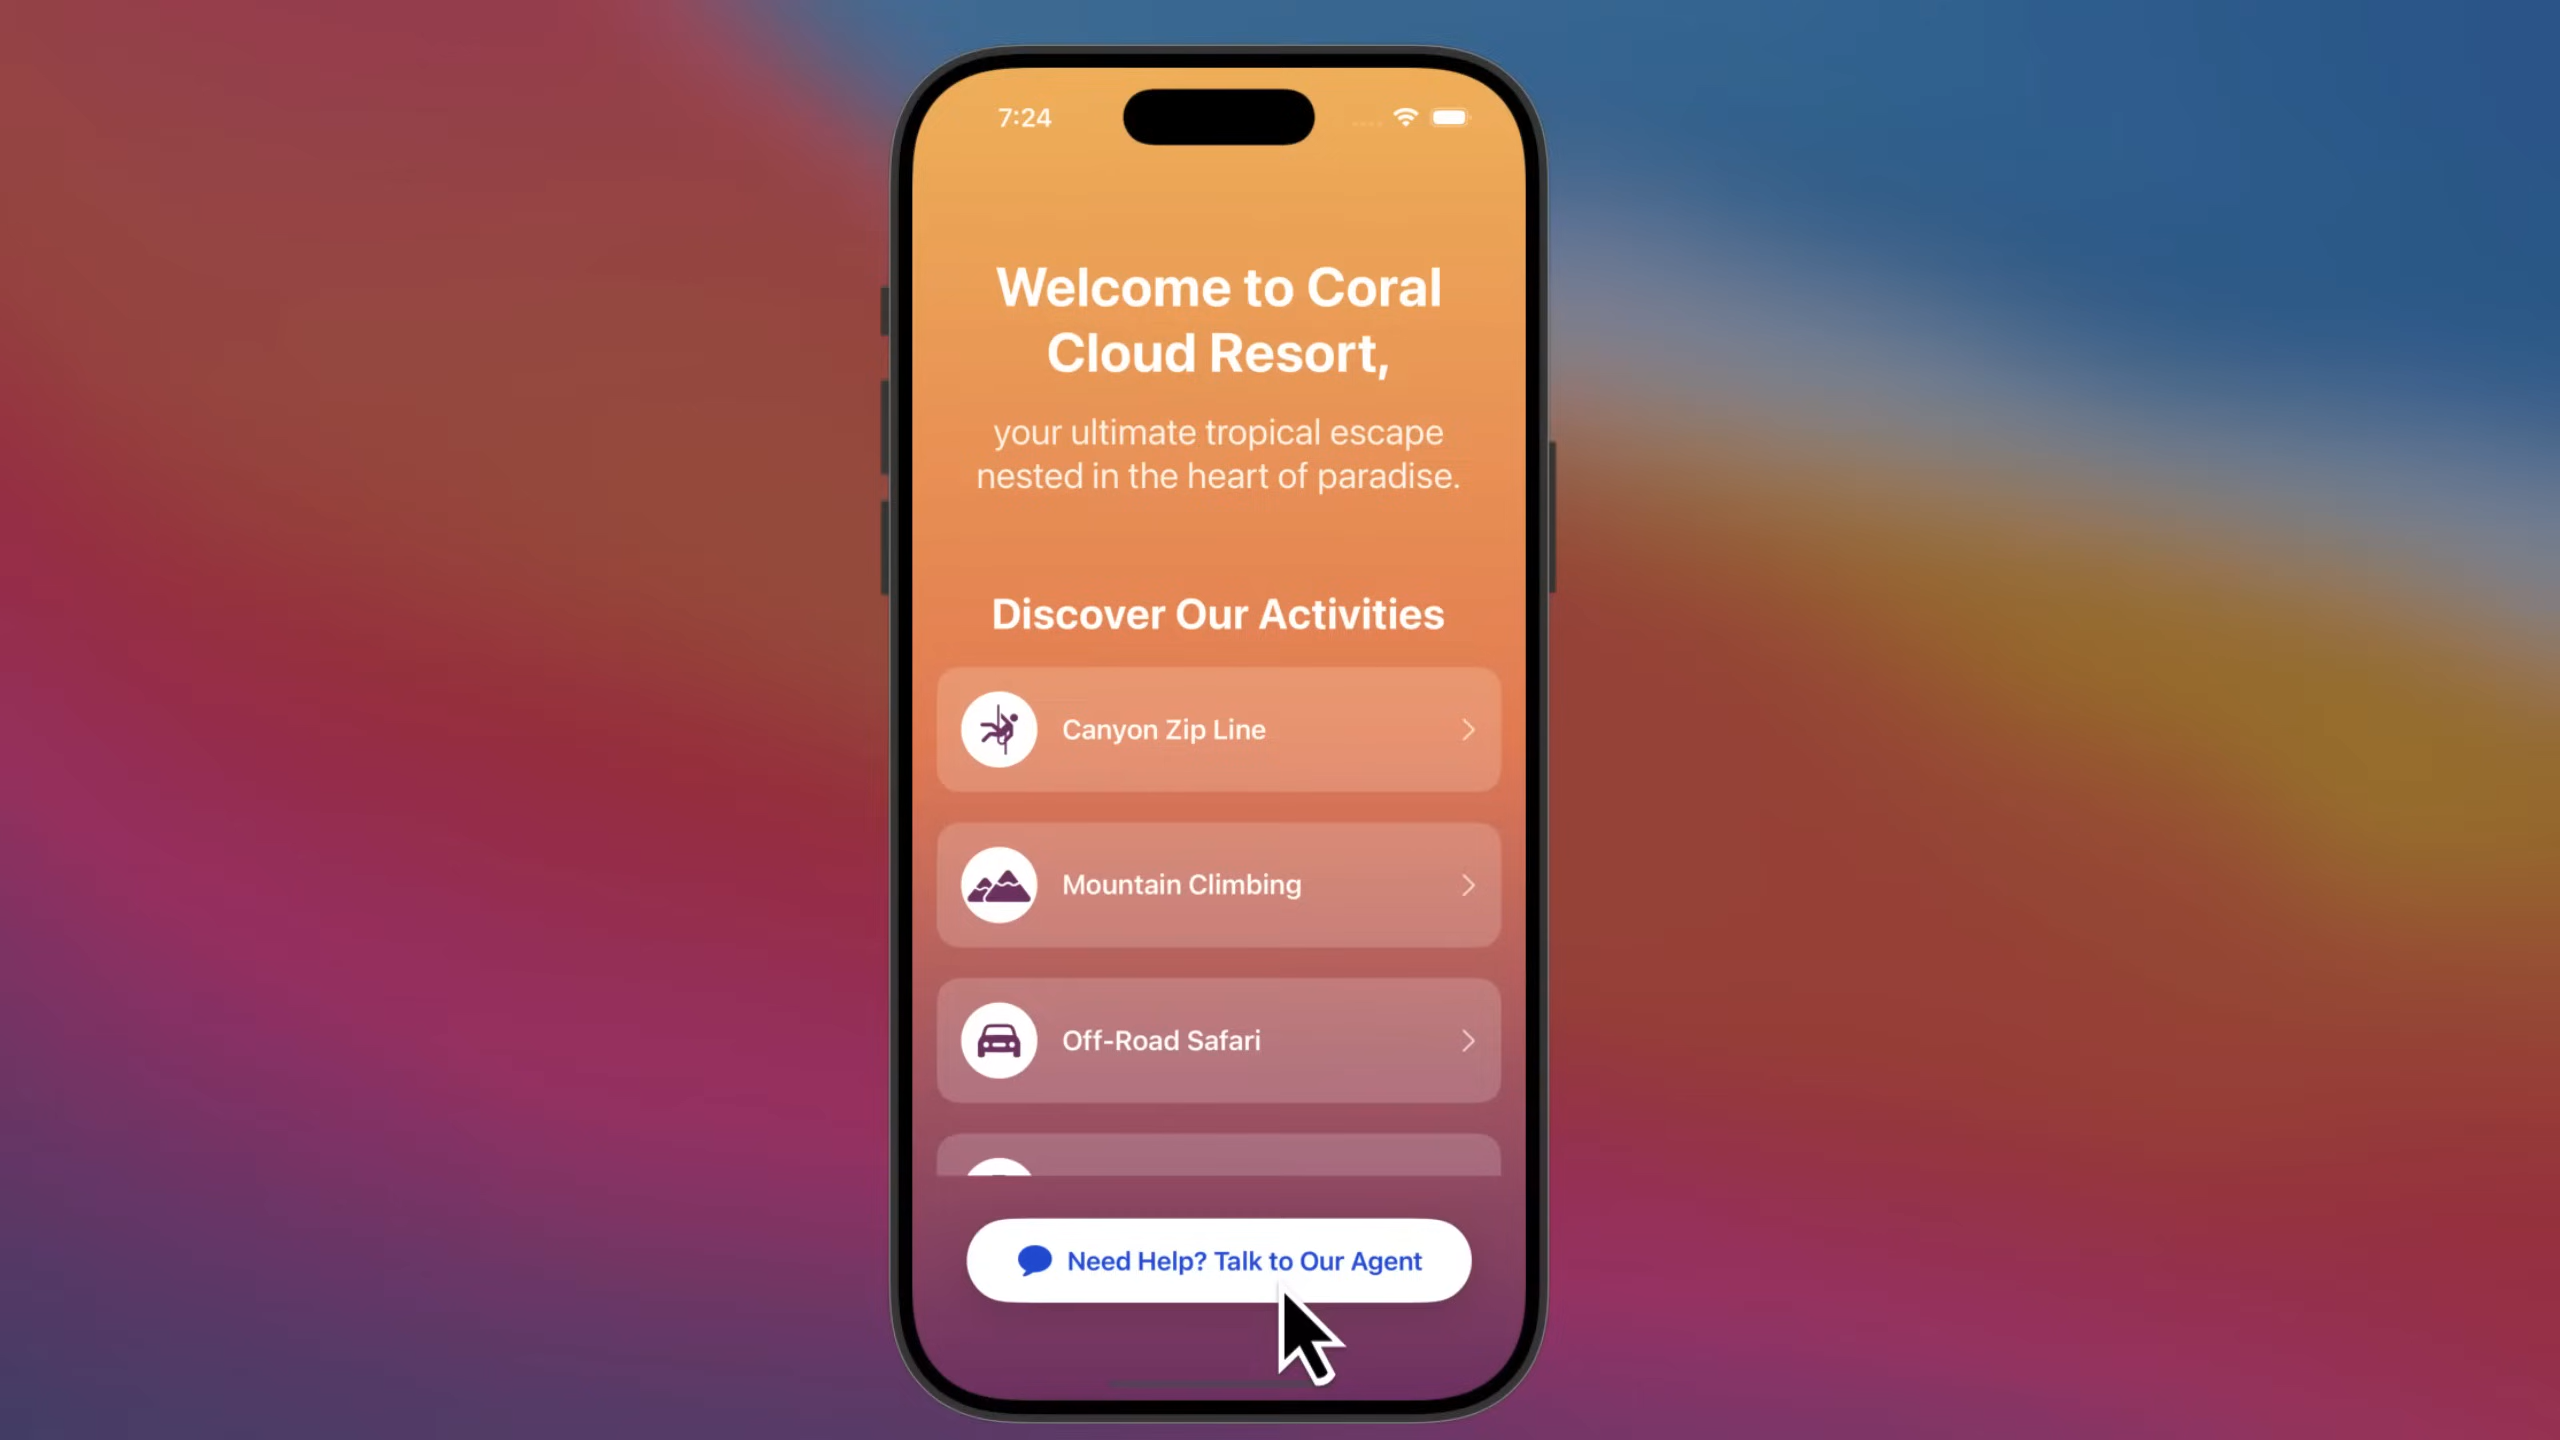 7:24
Welcome to Coral
Cloud Resort,
your ultimate tropical escape
nested in the heart of paradise.
Discover Our Activities
Canyon Zip Line
Mountain Climbing
Off-Road Safari
Need Help? Talk to Our Agent